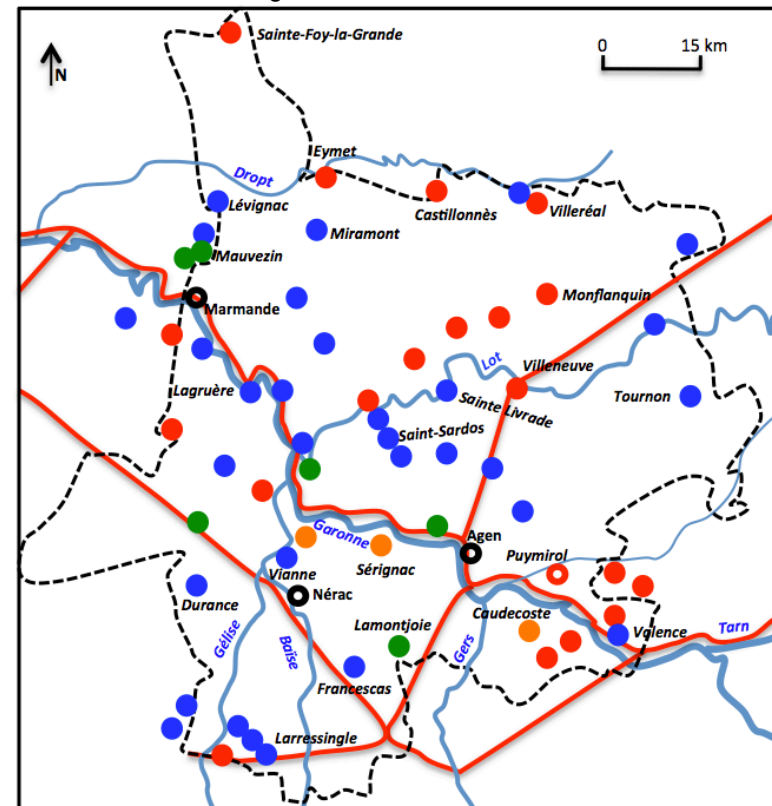 Sainte-Foy-la-Grande
0 15 km
N
Eymet
Dropt
Lévignac
Castillonnès
Villeréal
Miramont
Mauvezin
Monflanquin
Marmande
Lot
Villeneuve
Lagruère
Sainte Livrade
Tournon
Saint-Sardos
Garonne
Agen
Puymirol
Vianne
Sérignac
Durance
Nérac
Caudecoste
Lamontjoie
Valence
Tarn
Gélise
Baïse
Gers
Francescas
Larressingle